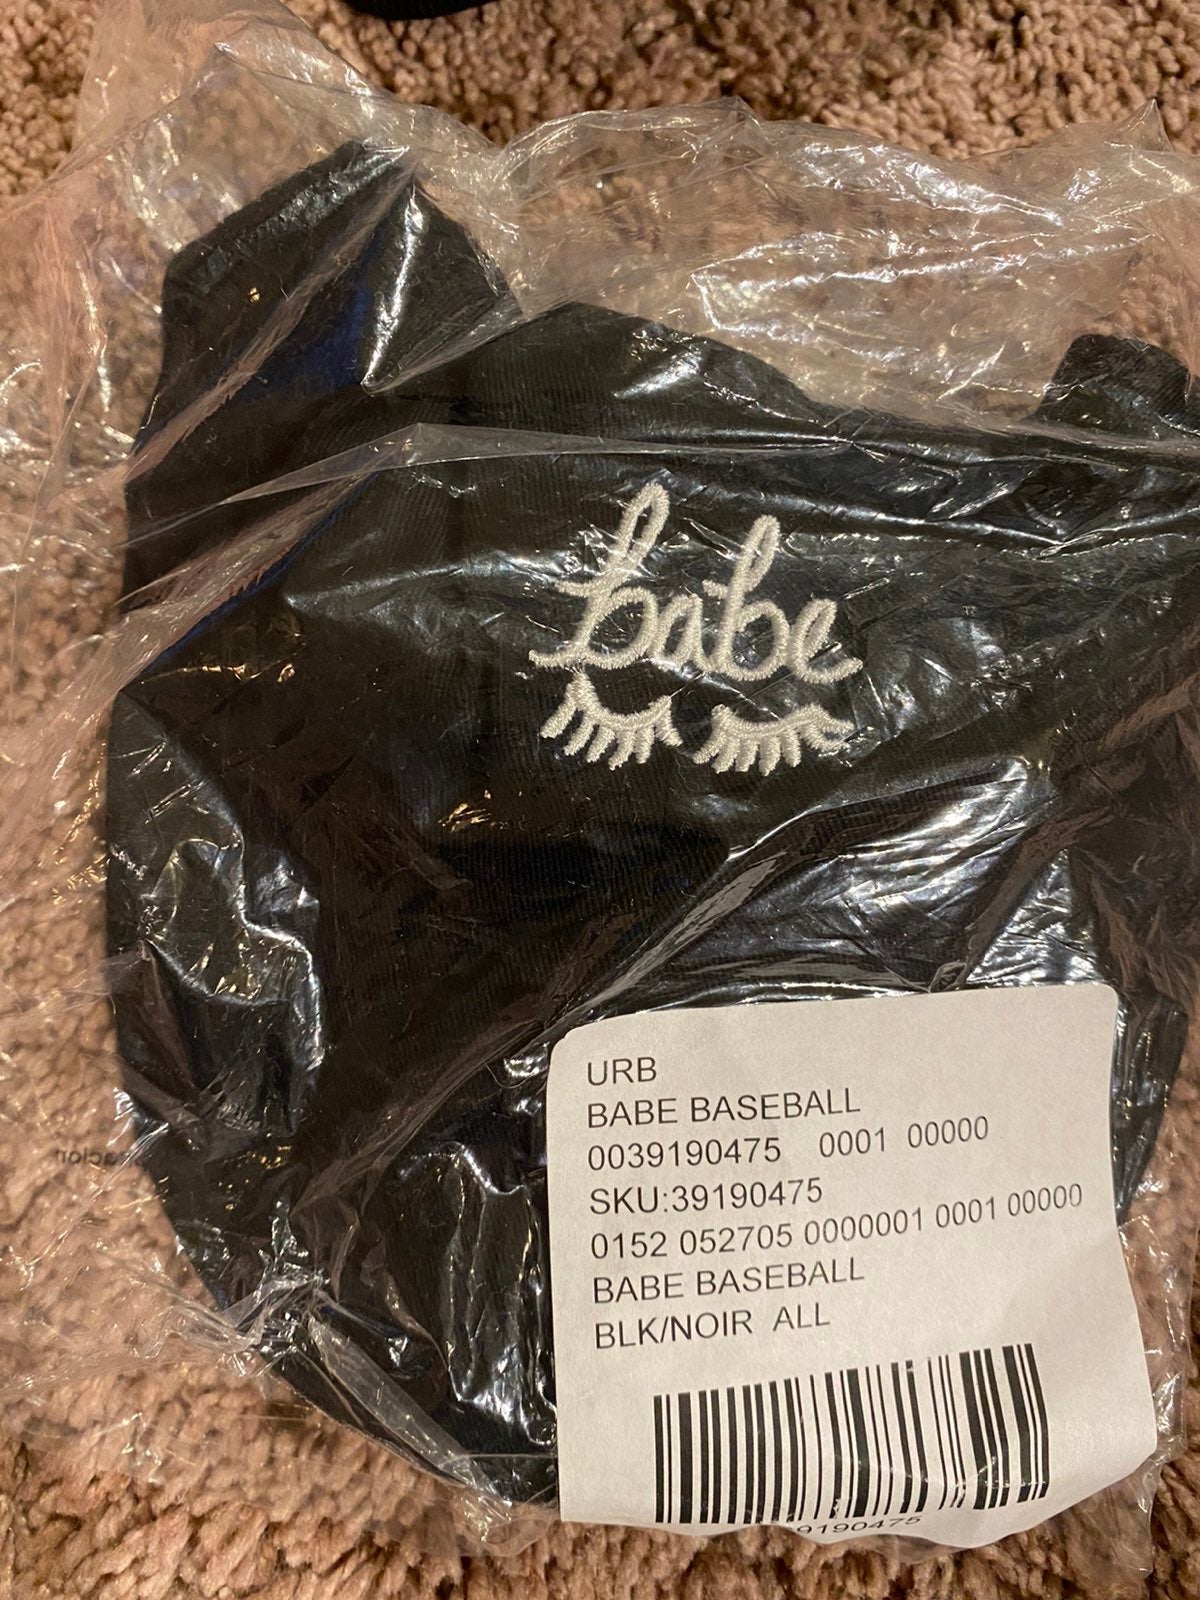 babe
URB
BABE BASEBALL
0039190475 0001 00000
SKU:39190475
0152 052705 0000001 0001 00000
BABE BASEBALL
BLK/NOIR ALL